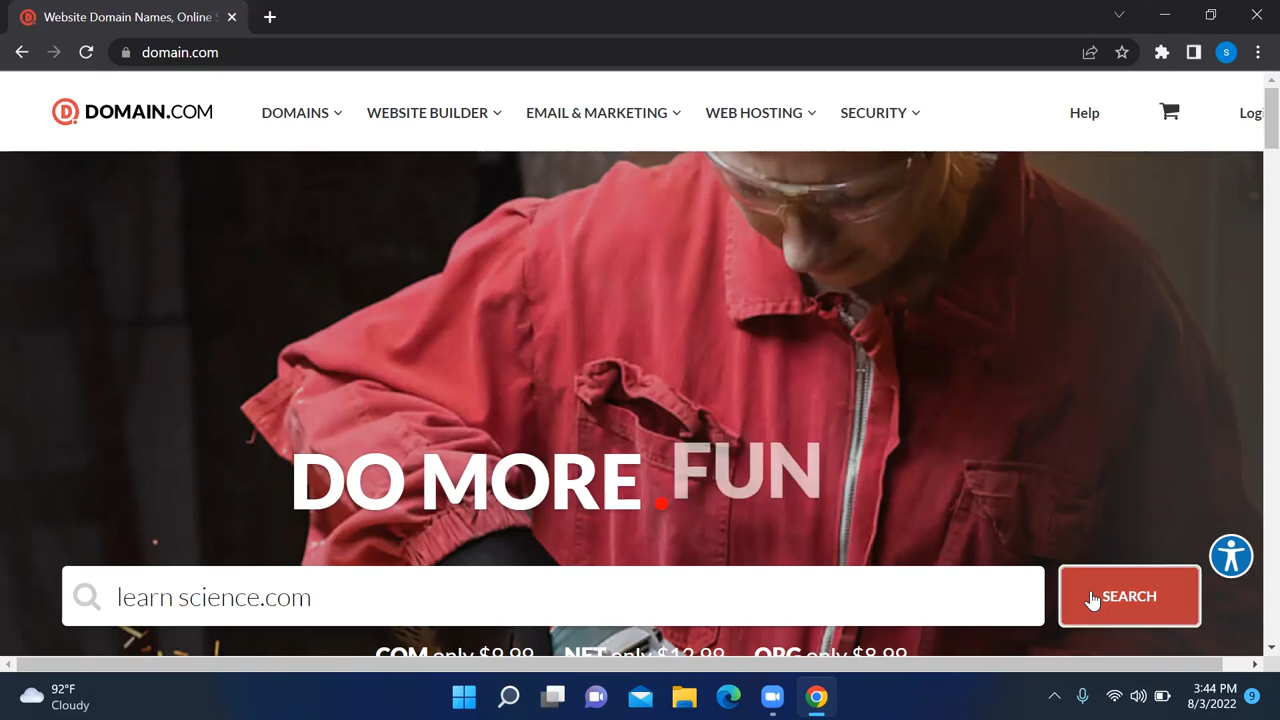 Website Domain Names, Online
domain.com
S
DOMAIN.COM
DOMAINS
WEBSITE BUILDER
EMAIL & MARKETING
WEB HOSTING
SECURITY
Help
Logi
DO MORE .FUN
learn science.com
SEARCH
COM only $9.99 NET only $12.99 ORG only $8.99
92°F
Cloudy
3:44 PM
8/3/2022
9